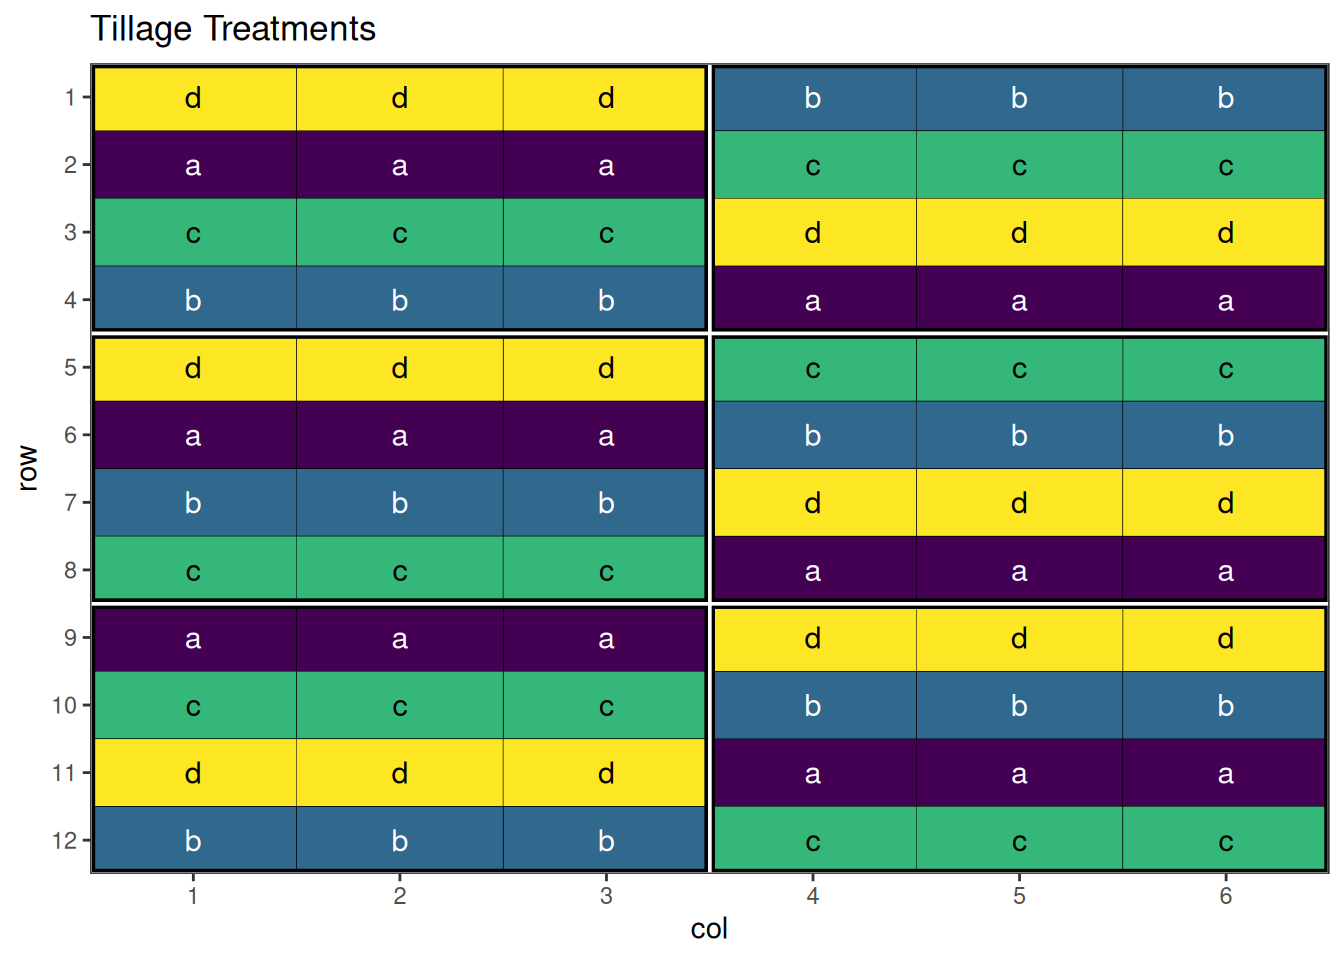 Tillage Treatments
1 d d d b b b
2 a a a c c c
3 c c c d d d
4 b b b a a a
5 d d d c c c
6 a a a b b b
7 b b b d d d
8 c c c a a a
9 a a a d d d
10 c c c b b b
11 d d d a a a
12 b b b c c c
row
1 2 3 4 5 6
col